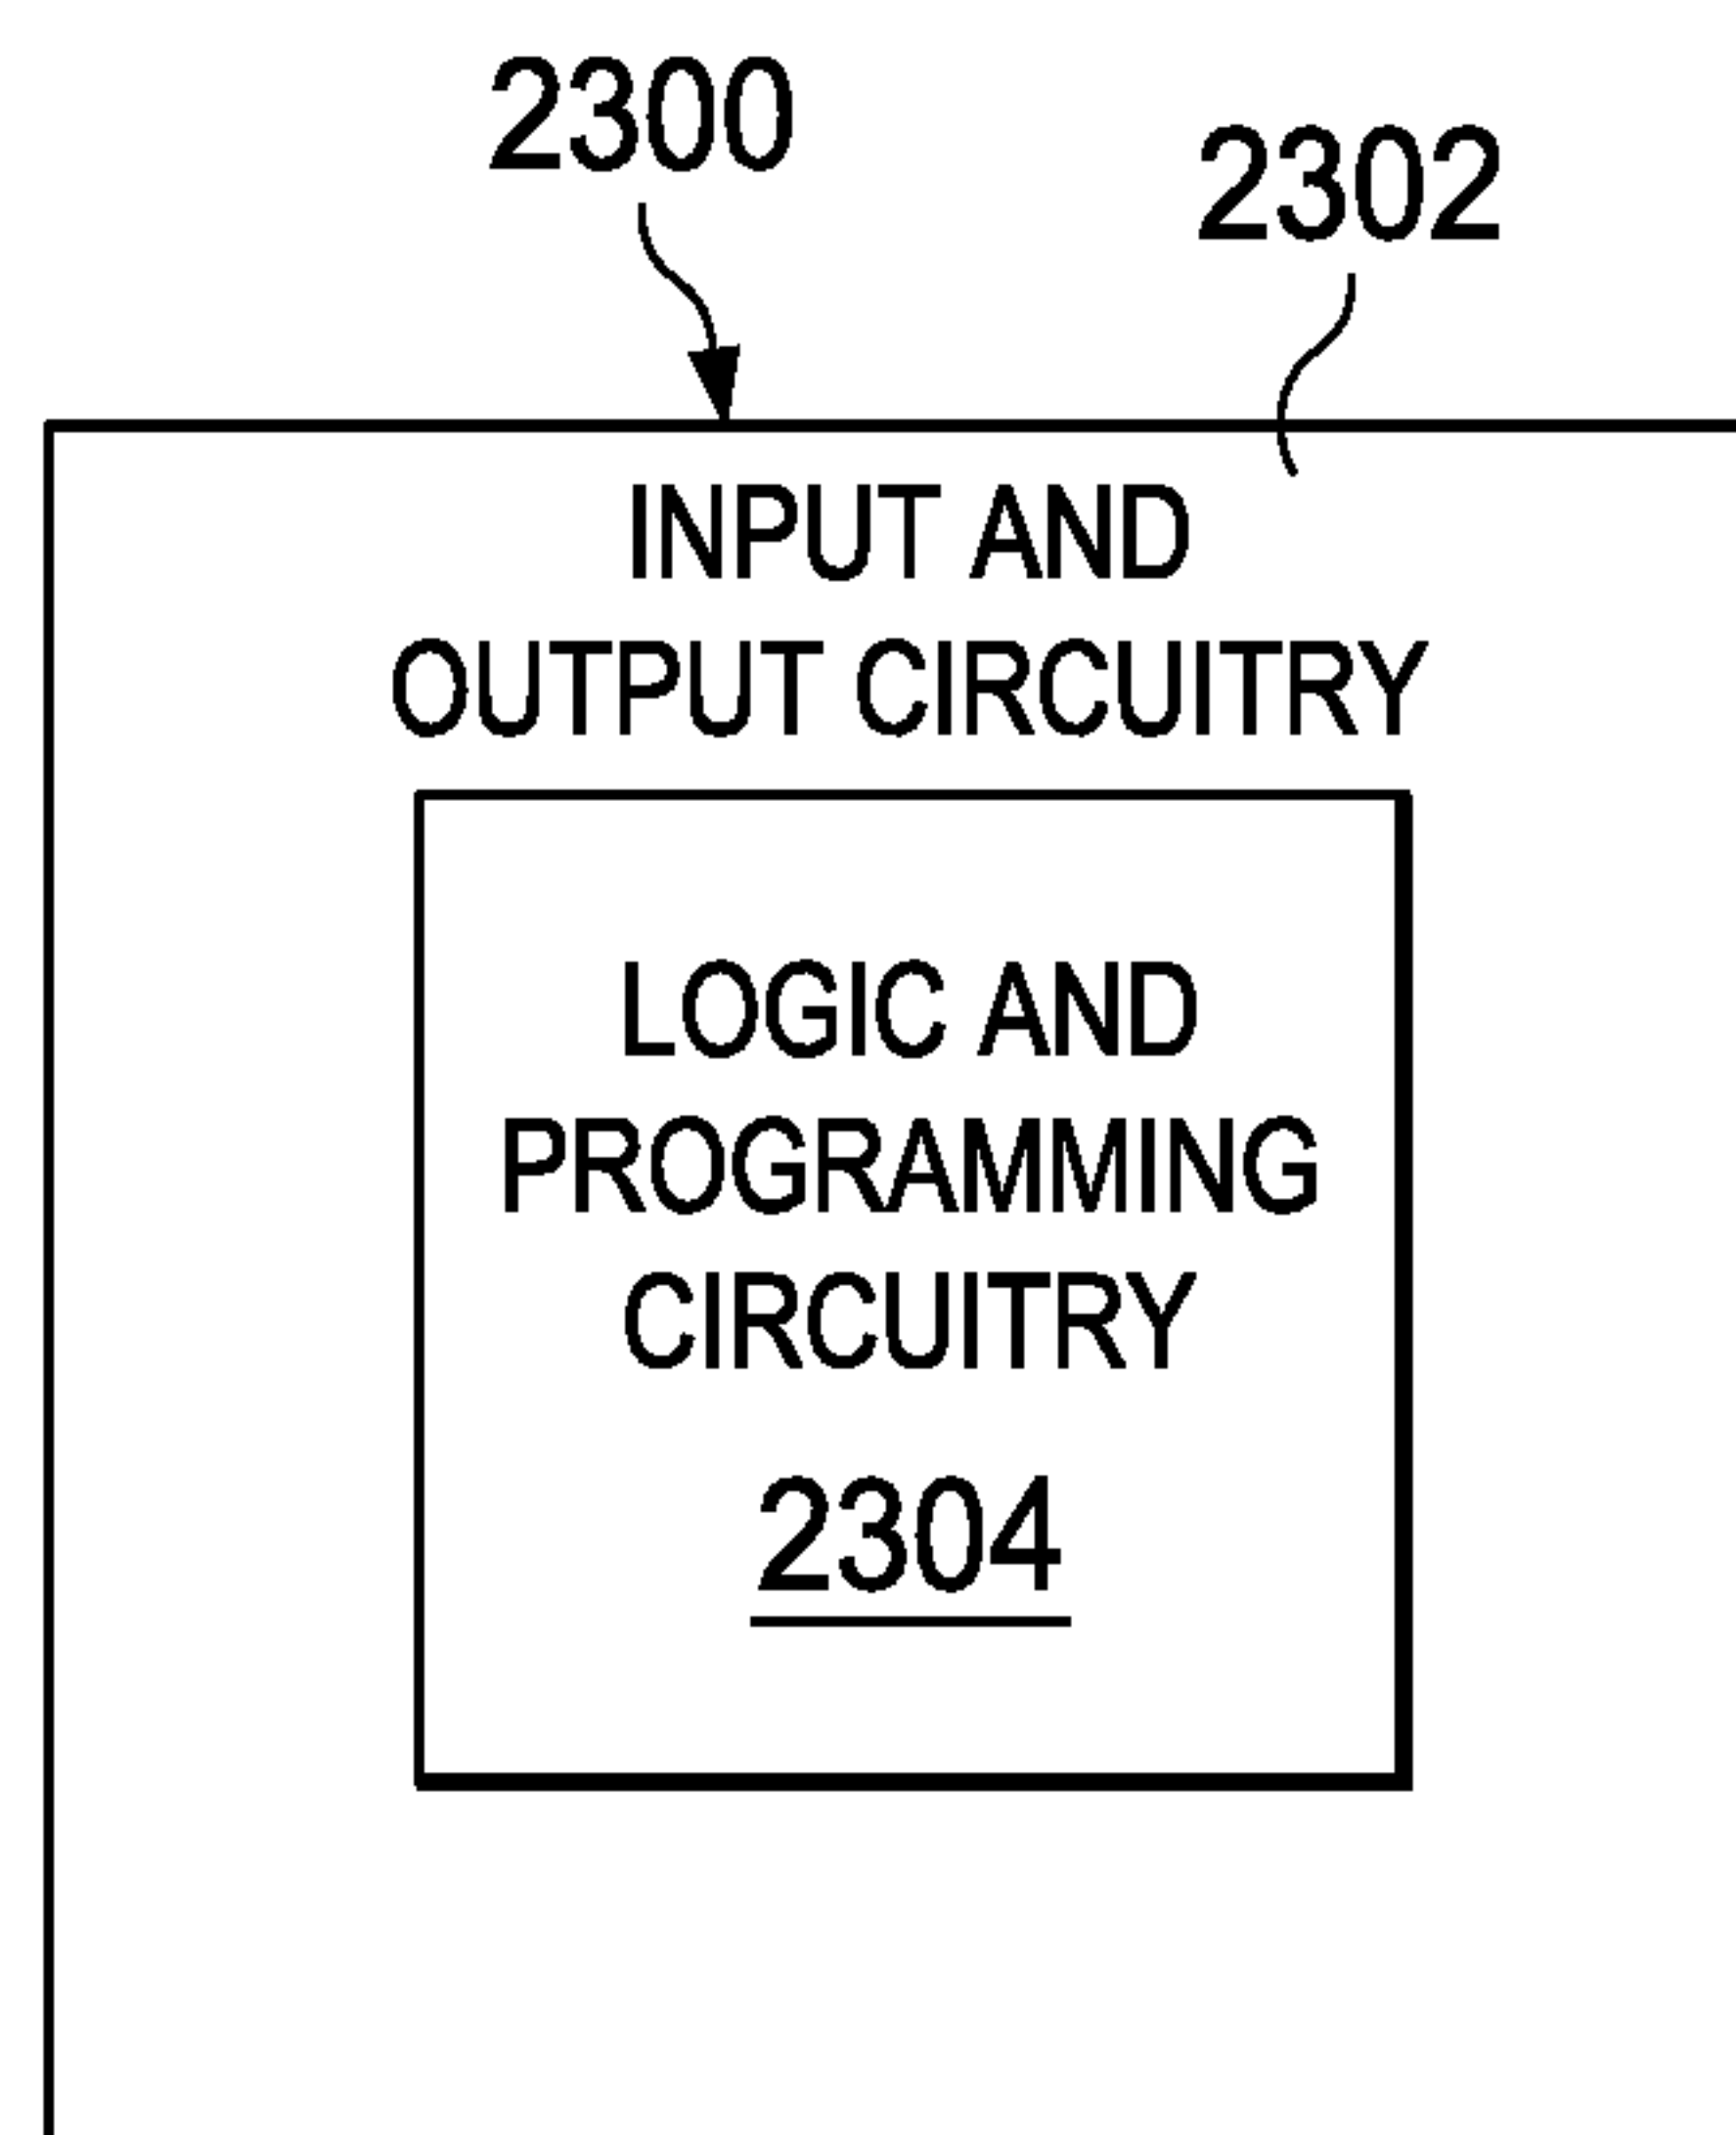 2300
2302
INPUT AND
OUTPUT CIRCUITRY
LOGIC AND
PROGRAMMING
CIRCUITRY
2304